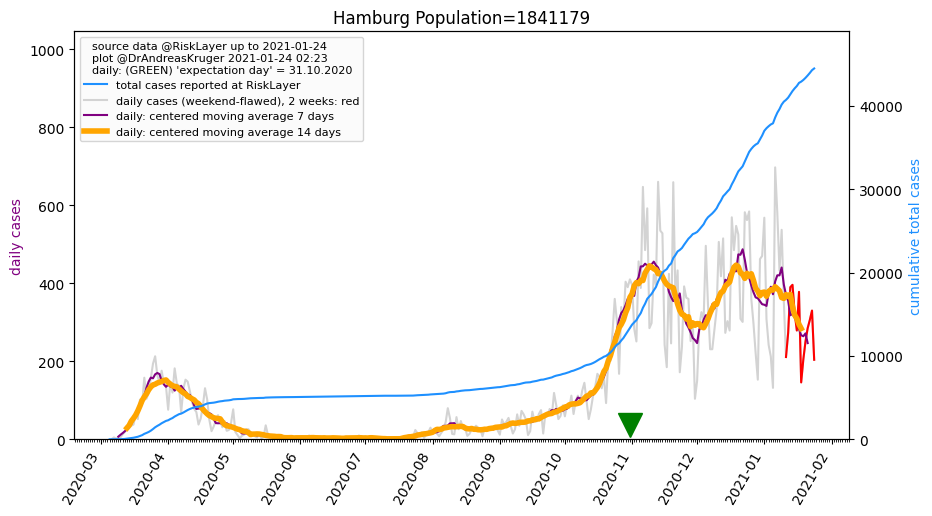 Hamburg Population=1841179
source data @RiskLayer up to 2021-01-24
plot @DrAndreasKruger 2021-01-24 02:23
daily: (GREEN) 'expectation day' = 31.10.2020
total cases reported at RiskLayer
daily cases (weekend-flawed), 2 weeks: red
daily: centered moving average 7 days
daily: centered moving average 14 days
daily cases
1000
800
600
400
200
0
cumulative total cases
40000
30000
20000
10000
0
2020-03
2020-04
2020-05
2020-06
2020-07
2020-08
2020-09
2020-10
2020-11
2020-12
2021-01
2021-02